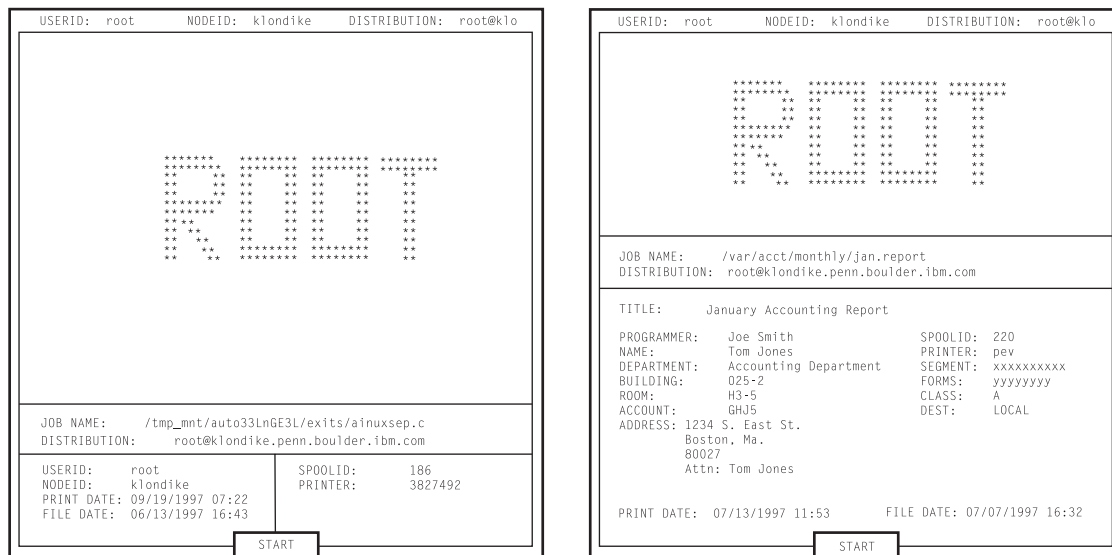 USERID: root NODEID: klondike DISTRIBUTION: root@klo
ROOT
JOB NAME: /tmp_mnt/auto33LnGE3L/exits/ainuxsep.c
DISTRIBUTION: root@klondike.penn.boulder.ibm.com
USERID: root
NODEID: klondike
PRINT DATE: 09/19/1997 07:22
FILE DATE: 06/13/1997 16:43
SPOOLID: 186
PRINTER: 3827492
START
USERID: root NODEID: klondike DISTRIBUTION: root@klo
ROOT
JOB NAME: /var/acct/monthly/jan.report
DISTRIBUTION: root@klondike.penn.boulder.ibm.com
TITLE: January Accounting Report
PROGRAMMER: Joe Smith
NAME: Tom Jones
DEPARTMENT: Accounting Department
BUILDING: 025-2
ROOM: H3-5
ACCOUNT: GHJ5
ADDRESS: 1234 S. East St.
Boston, Ma.
80027
Attn: Tom Jones
SPOOLID: 220
PRINTER: pev
SEGMENT: xxxxxxxxxx
FORMS: yyyyyyyy
CLASS: A
DEST: LOCAL
PRINT DATE: 07/13/1997 11:53 FILE DATE: 07/07/1997 16:32
START